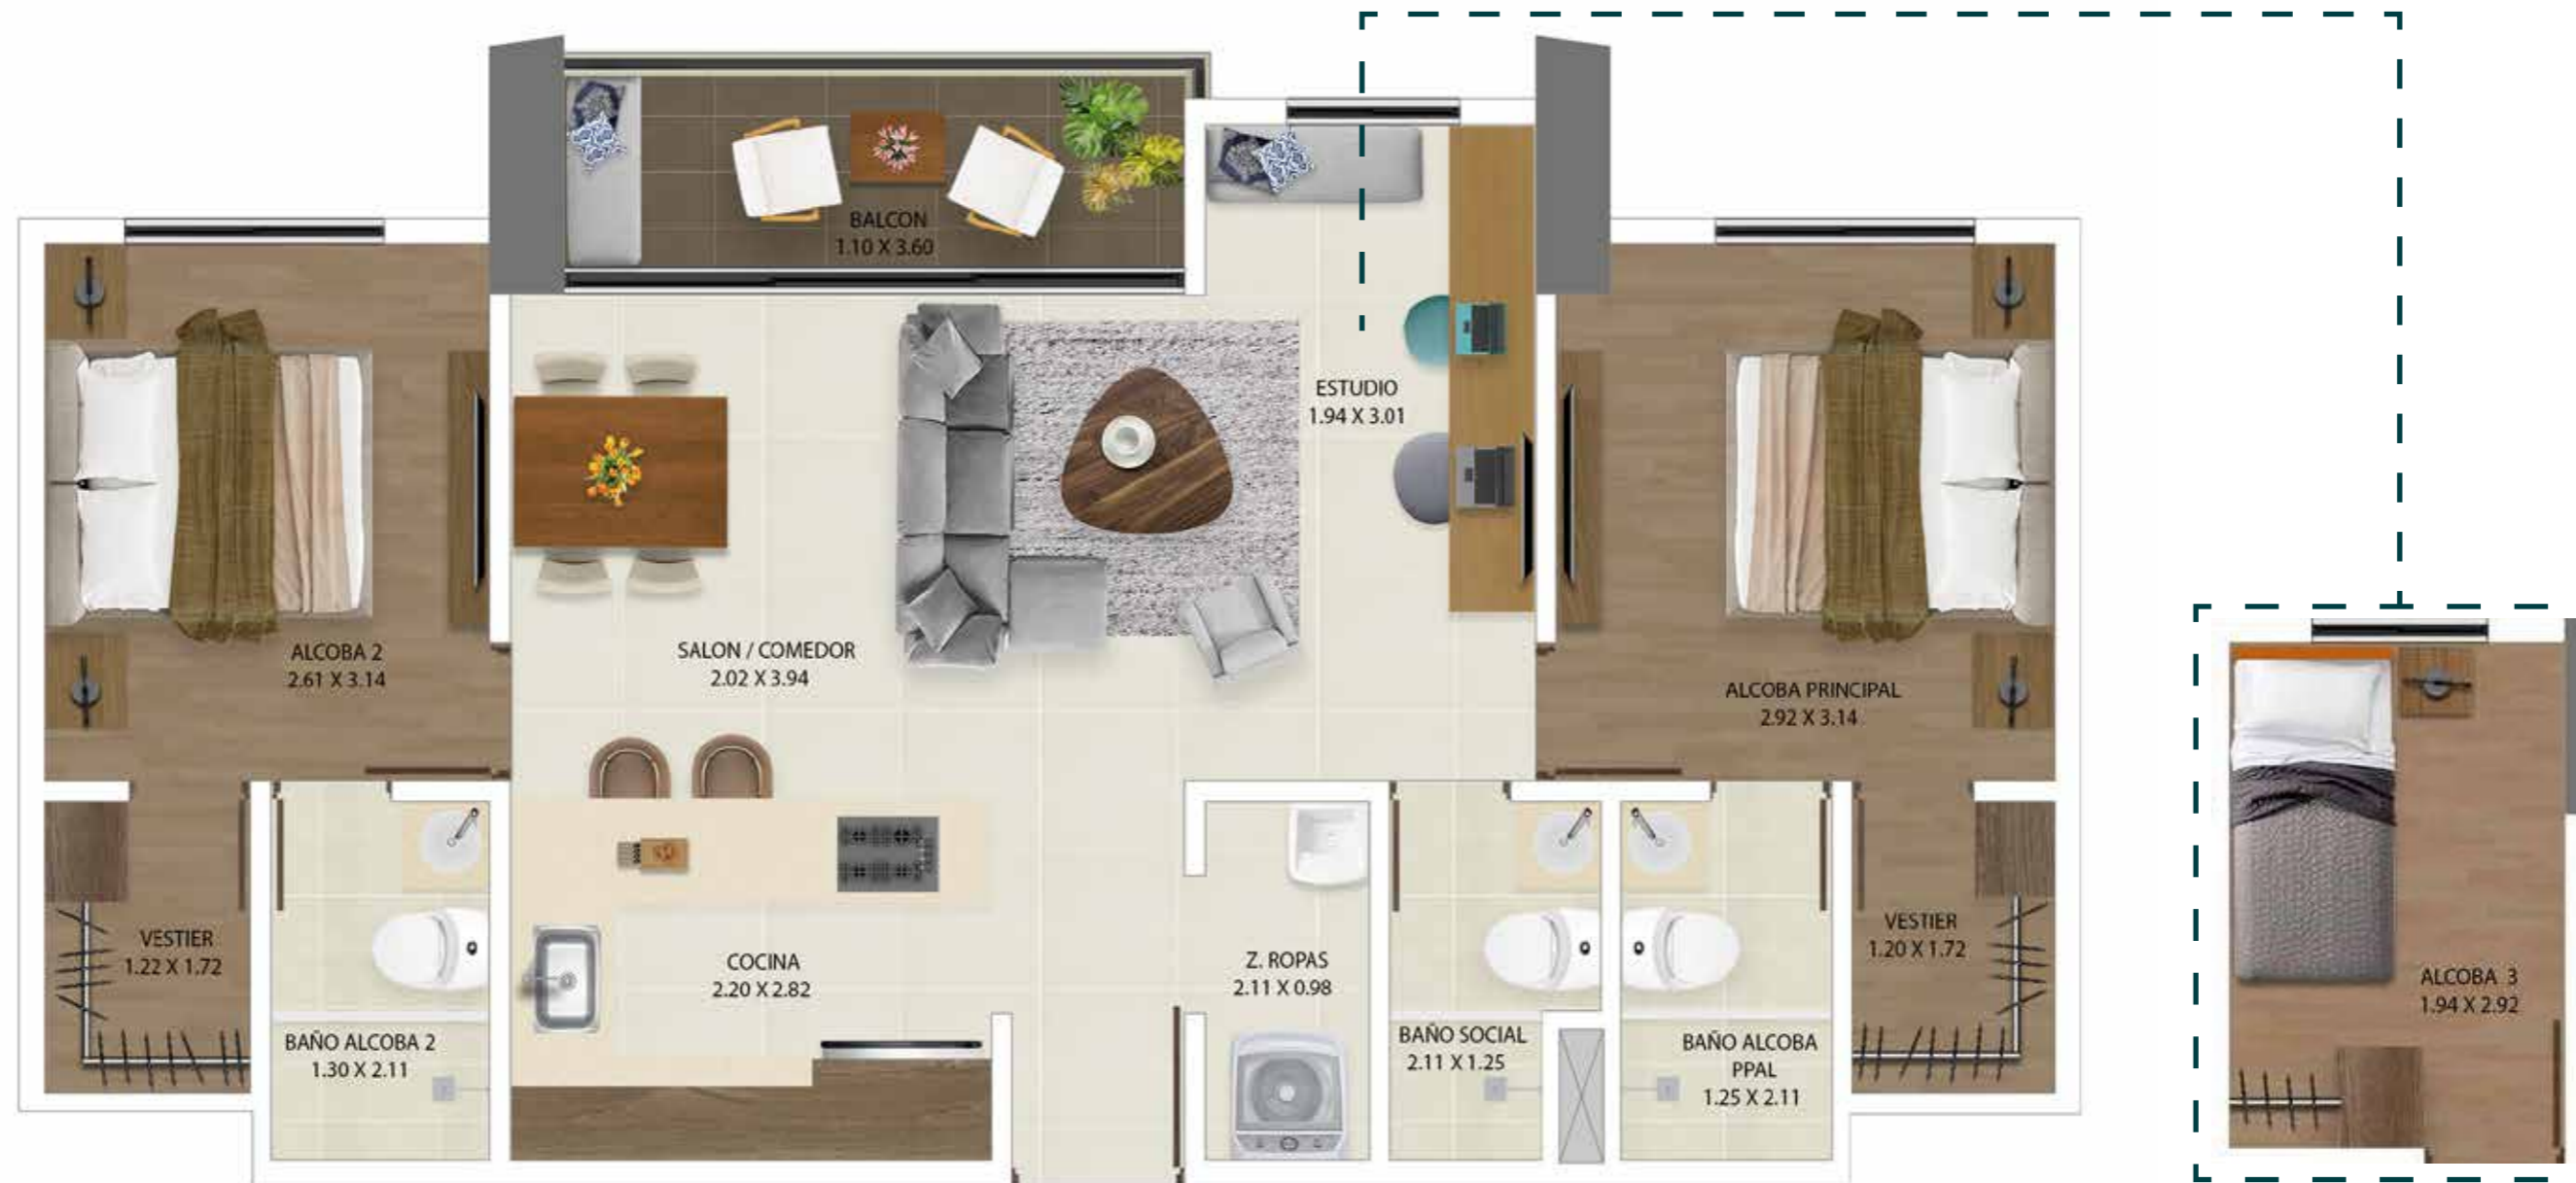 BALCON
1.10 X 3.60
ESTUDIO
1.94 X 3.01
ALCOBA 2
2.61 X 3.14
SALON / COMEDOR
2.02 X 3.94
ALCOBA PRINCIPAL
2.92 X 3.14
VESTIER
1.22 X 1.72
COCINA
2.20 X 2.82
Z. ROPAS
2.11 X 0.98
VESTIER
1.20 X 1.72
ALCOBA 3
1.94 X 2.92
BAÑO ALCOBA 2
1.30 X 2.11
BAÑO SOCIAL
2.11 X 1.25
BAÑO ALCOBA
PPAL
1.25 X 2.11